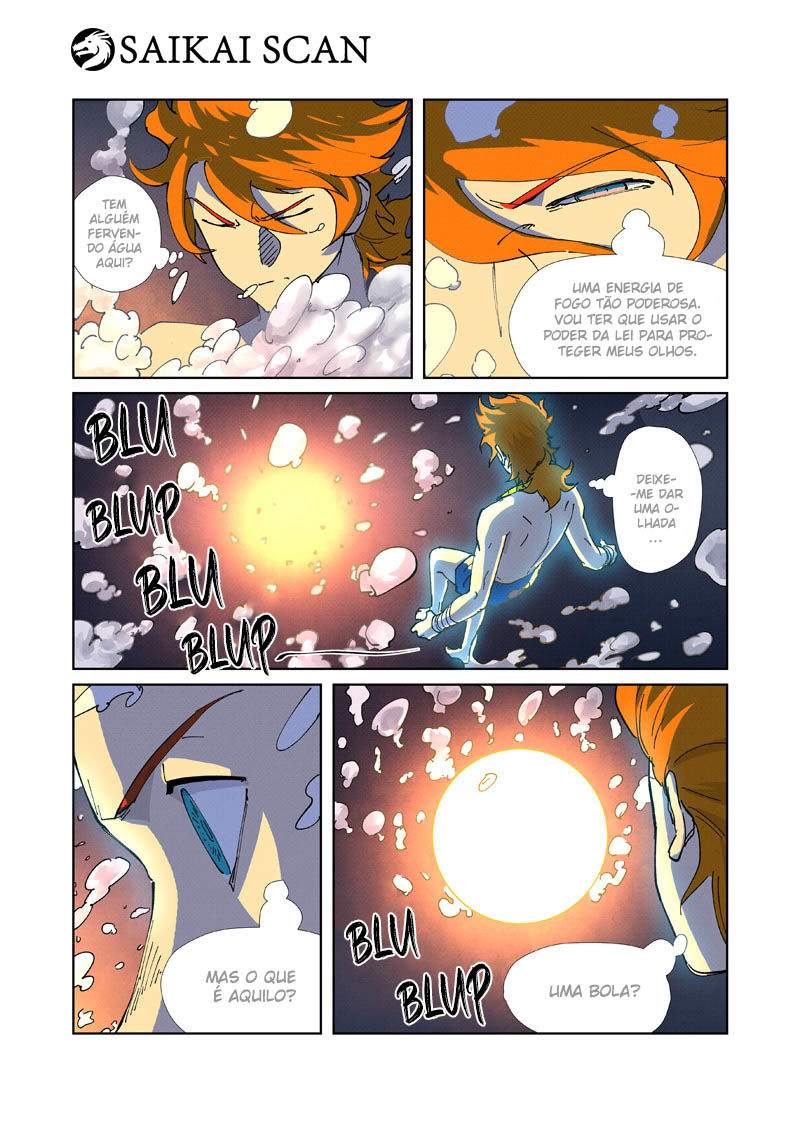 SAIKAI SCAN
TEM
ALGUÉM
FERVEN-
DO ÁGUA
AQUI?
UMA ENERGIA DE
FOGO TÃO PODEROSA.
VOU TER QUE USAR O
PODER DA LEI PARA PRO-
TEGER MEUS OLHOS.
BLU
BLUP
BLU
BLUP
DEIXE-
-ME DAR
UMA O-
LHADA
...
MAS O QUE
É AQUILO?
BLU
BLUP
UMA BOLA?